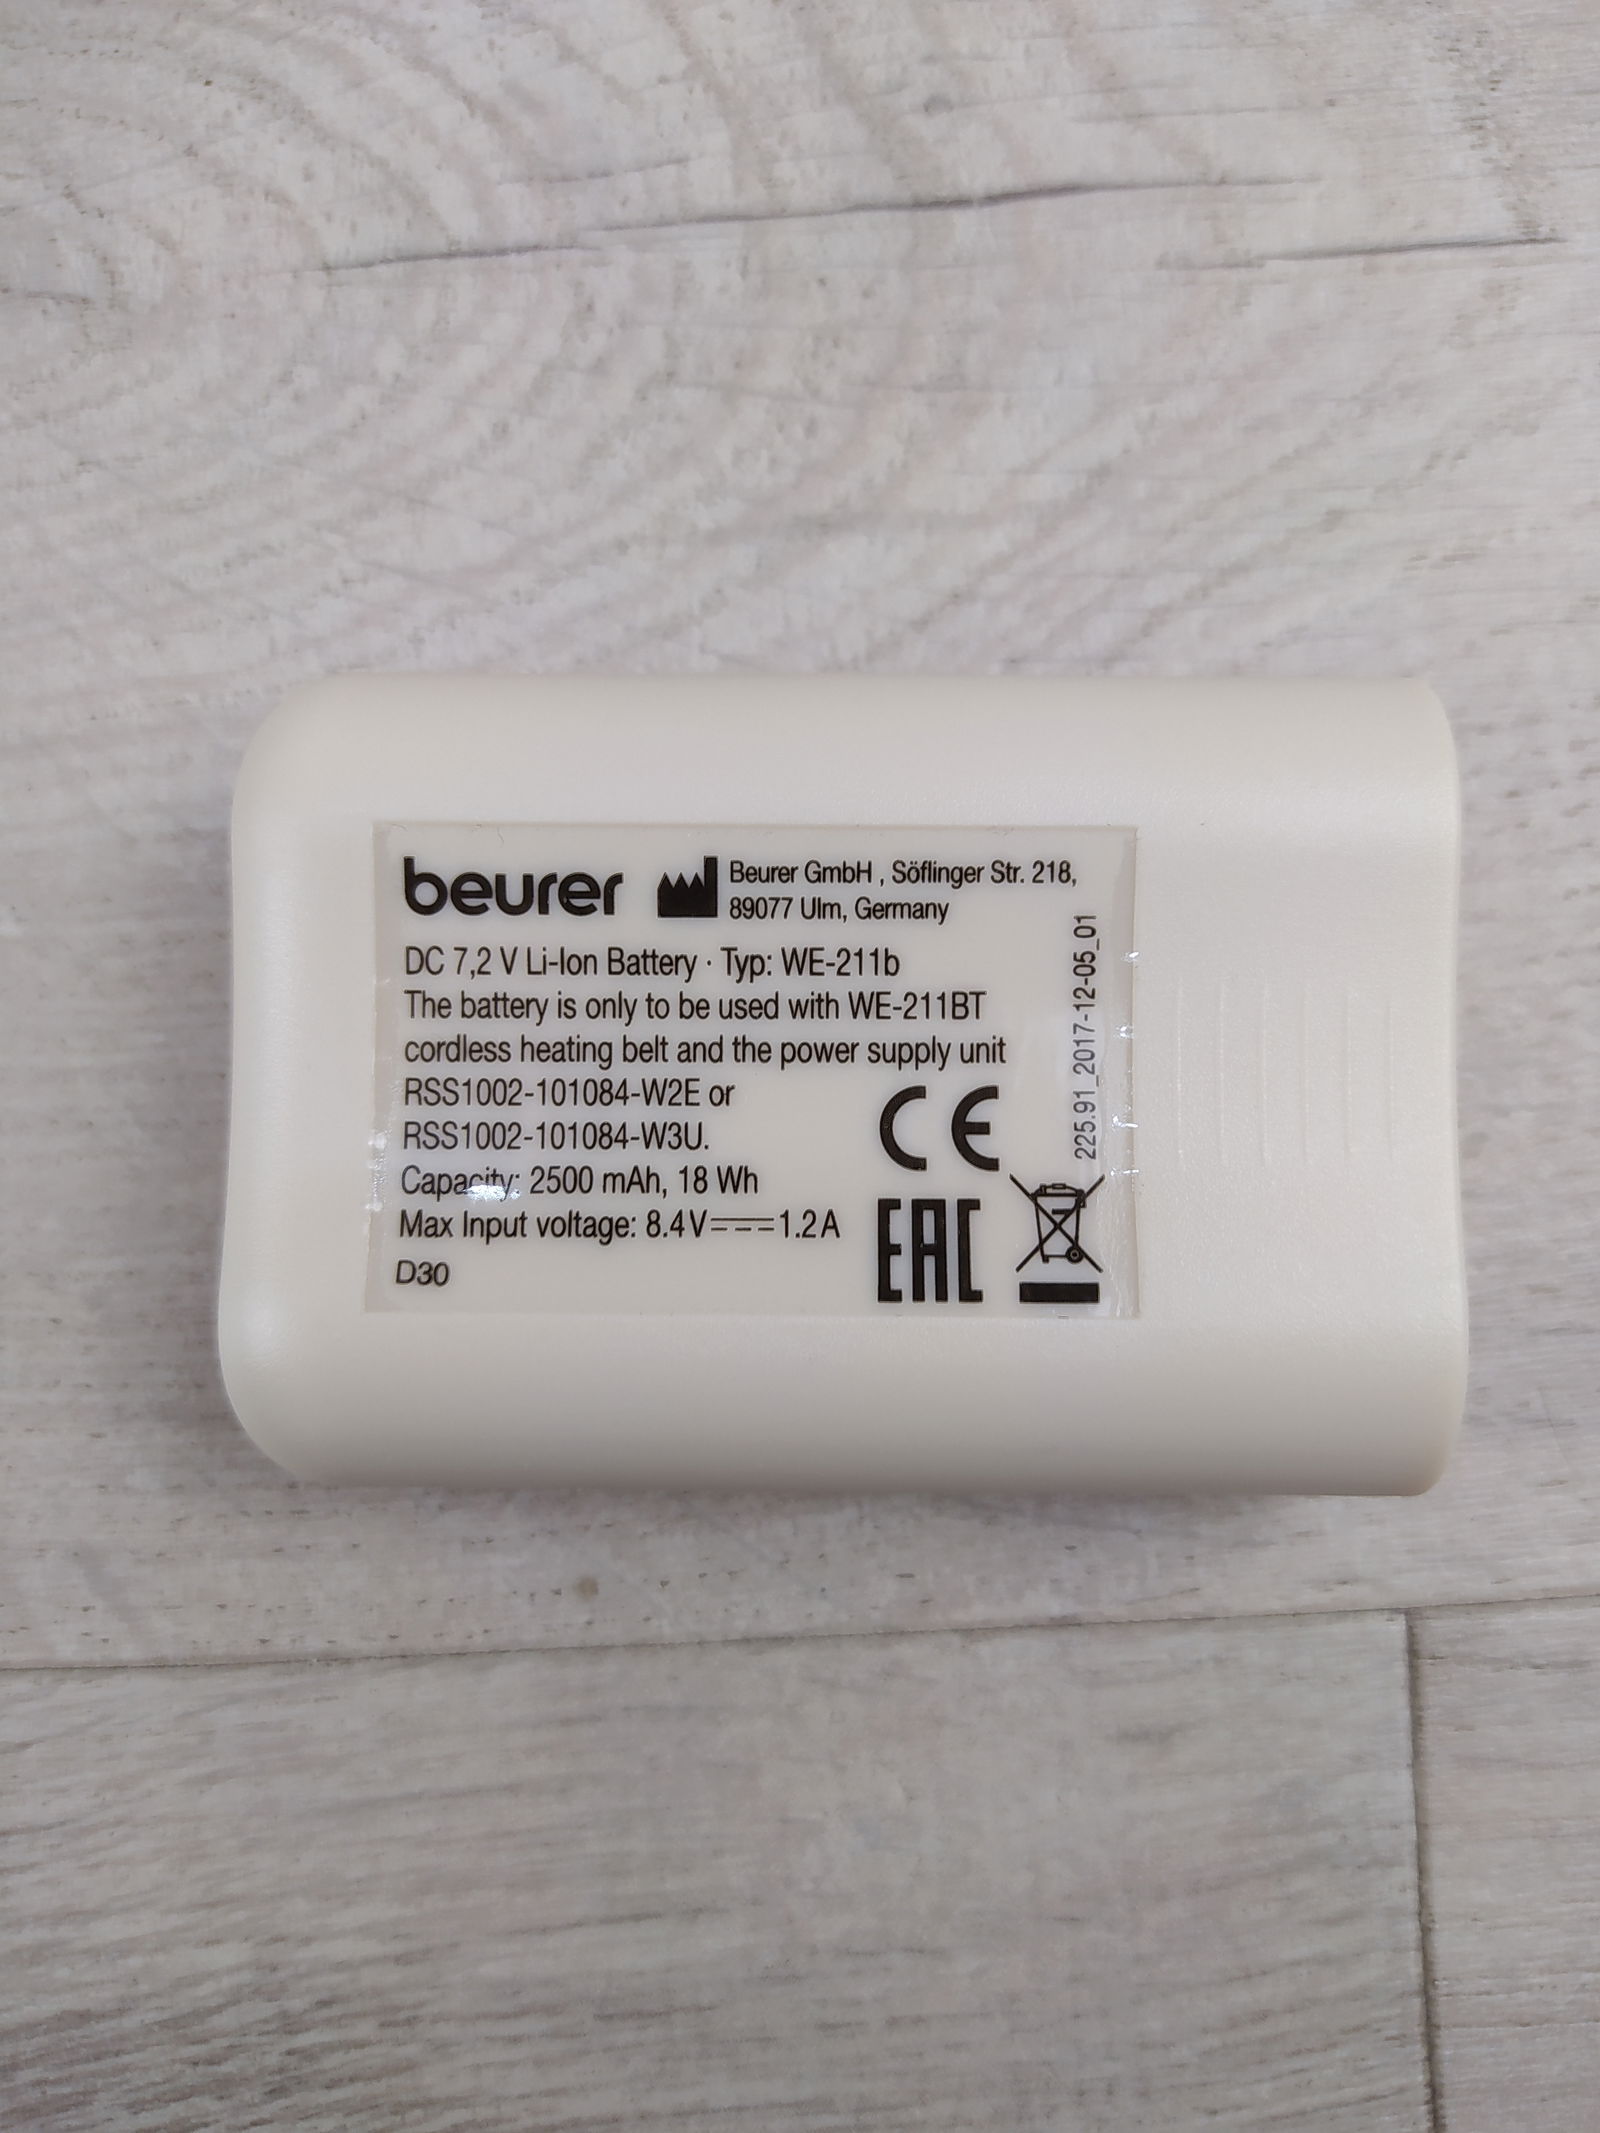 beurer
Beurer GmbH , Söflinger Str. 218,
89077 Ulm, Germany
DC 7,2 V Li-Ion Battery · Typ: WE-211b
The battery is only to be used with WE-211BT
cordless heating belt and the power supply unit
RSS1002-101084-W2E or
RSS1002-101084-W3U.
Capacity: 2500 mAh, 18 Wh
Max Input voltage: 8.4V⎓1.2A
D30
CE
EAC
225.91_2017-12-05_01